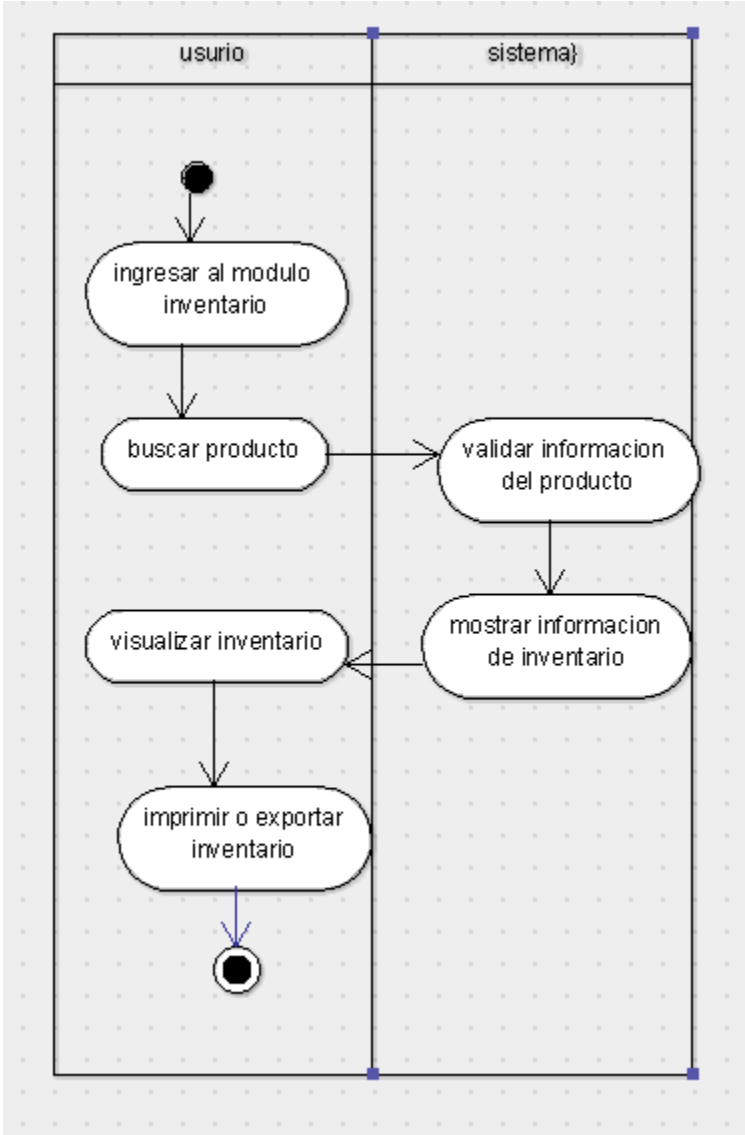 usurio
sistema}
ingresar al modulo
inventario
buscar producto
validar informacion
del producto
mostrar informacion
de inventario
visualizar inventario
imprimir o exportar
inventario